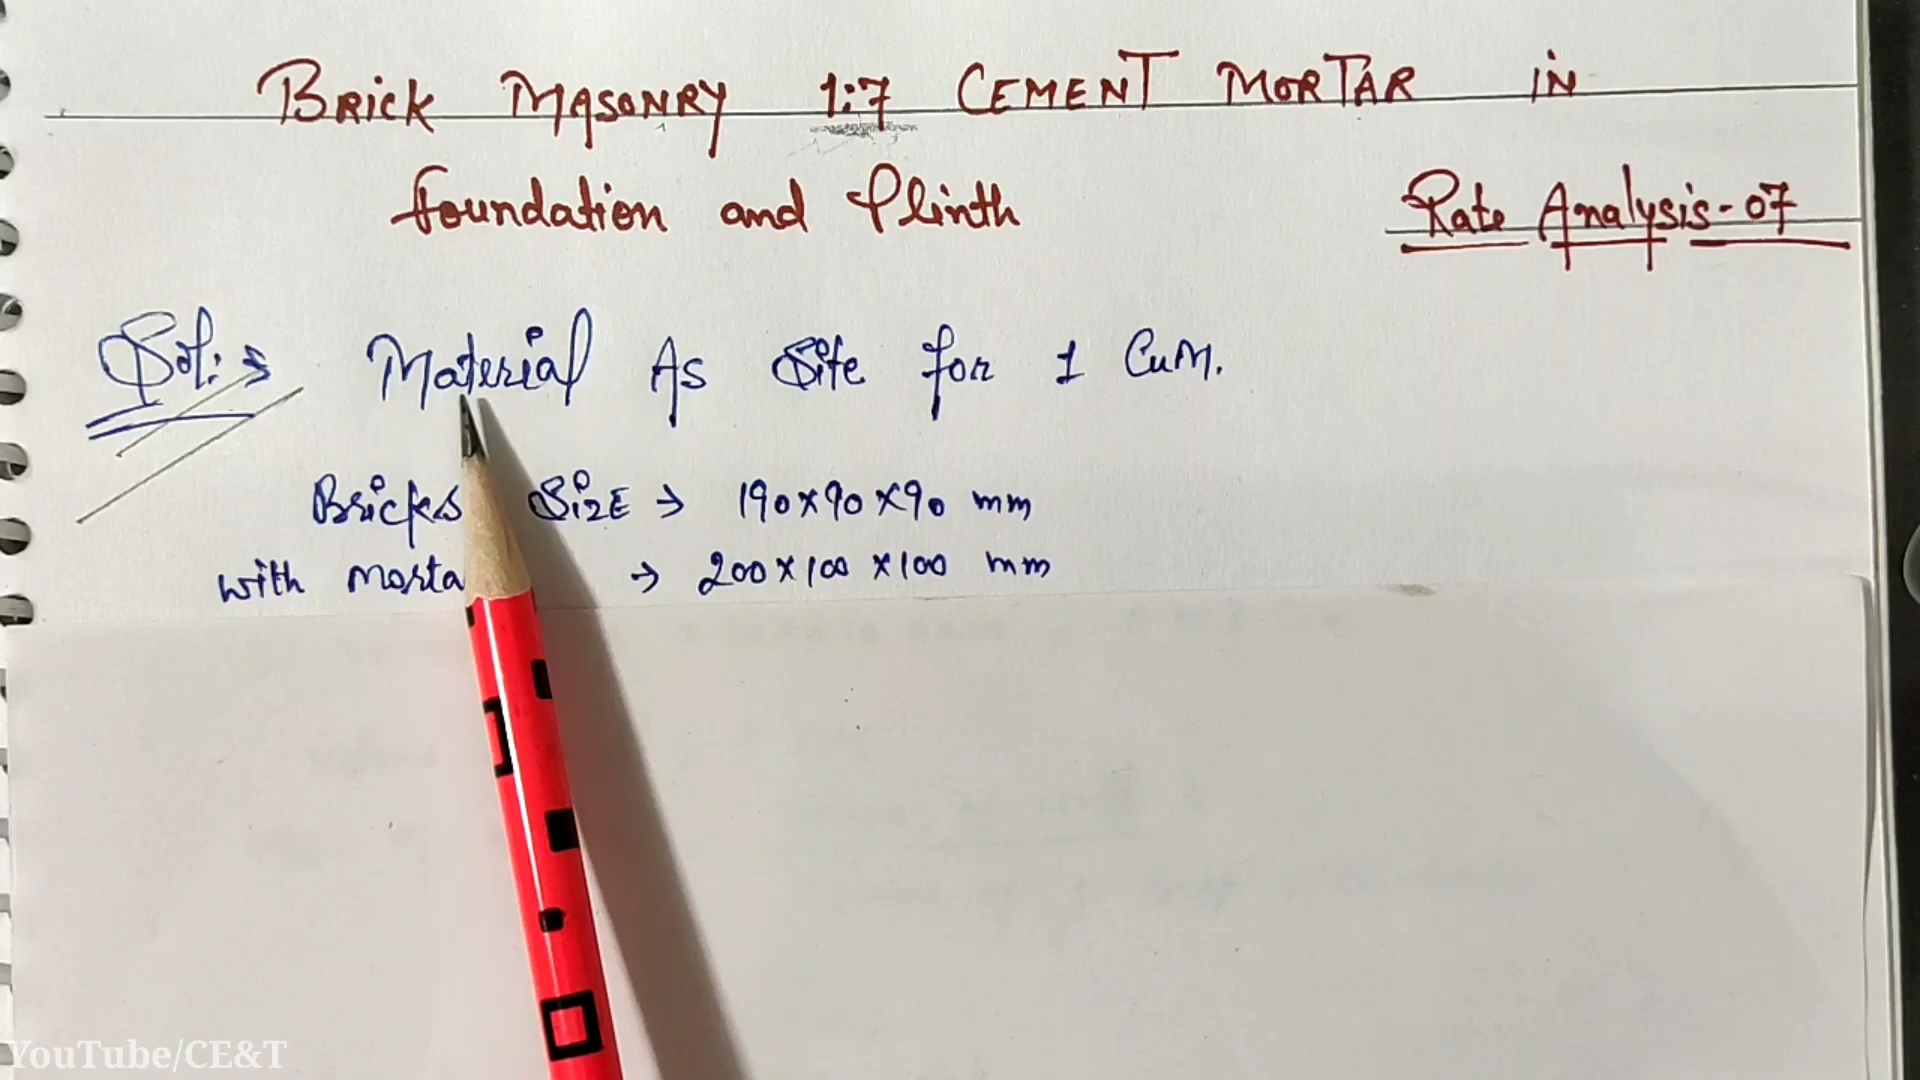 BRICK MASONRY 1:7 CEMENT MORTAR IN
foundation and Plinth
Rate Analysis-07
Sol:
Material As Site for 1 CuM.
Bricks SIZE → 190×90×90 mm
with morta → 200×100×100 mm
YouTube/CE&T